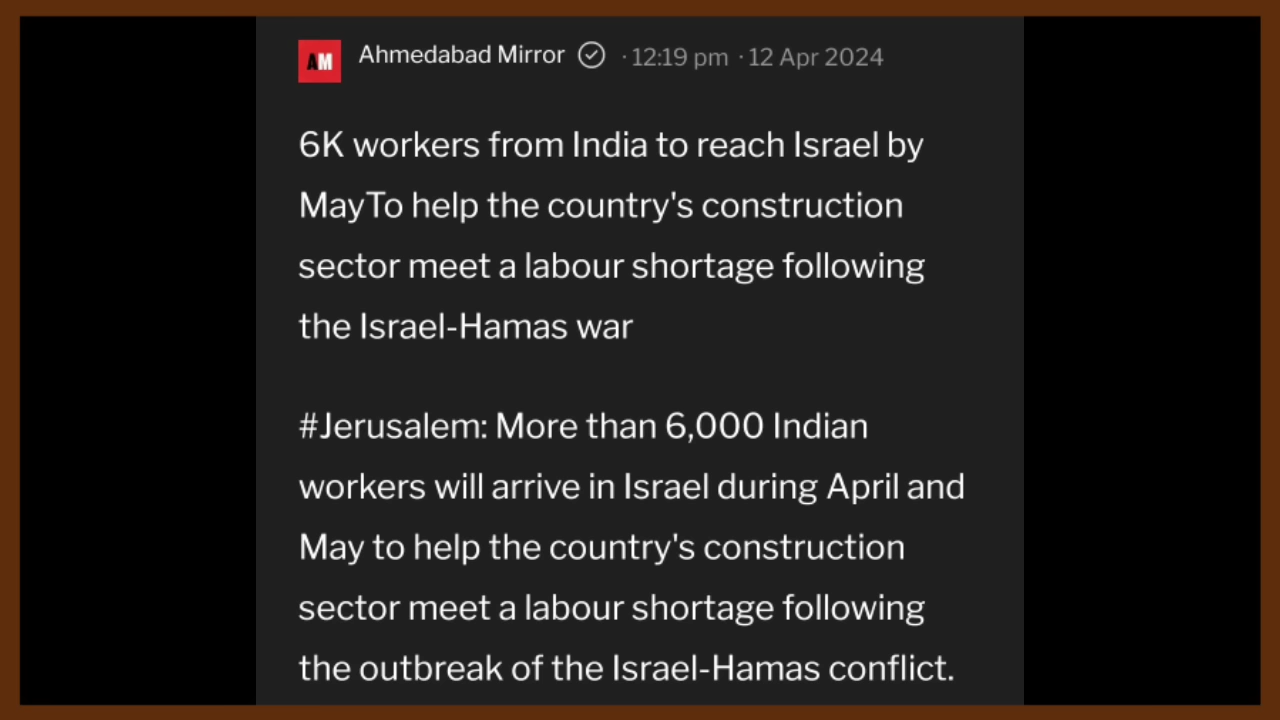 AM Ahmedabad Mirror · 12:19 pm · 12 Apr 2024
6K workers from India to reach Israel by
MayTo help the country's construction
sector meet a labour shortage following
the Israel-Hamas war
#Jerusalem: More than 6,000 Indian
workers will arrive in Israel during April and
May to help the country's construction
sector meet a labour shortage following
the outbreak of the Israel-Hamas conflict.